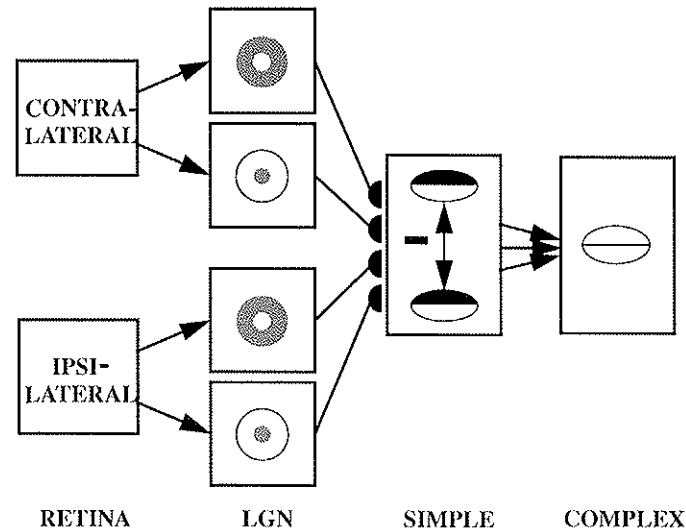 CONTRA-
LATERAL
IPSI-
LATERAL
RETINA LGN SIMPLE COMPLEX